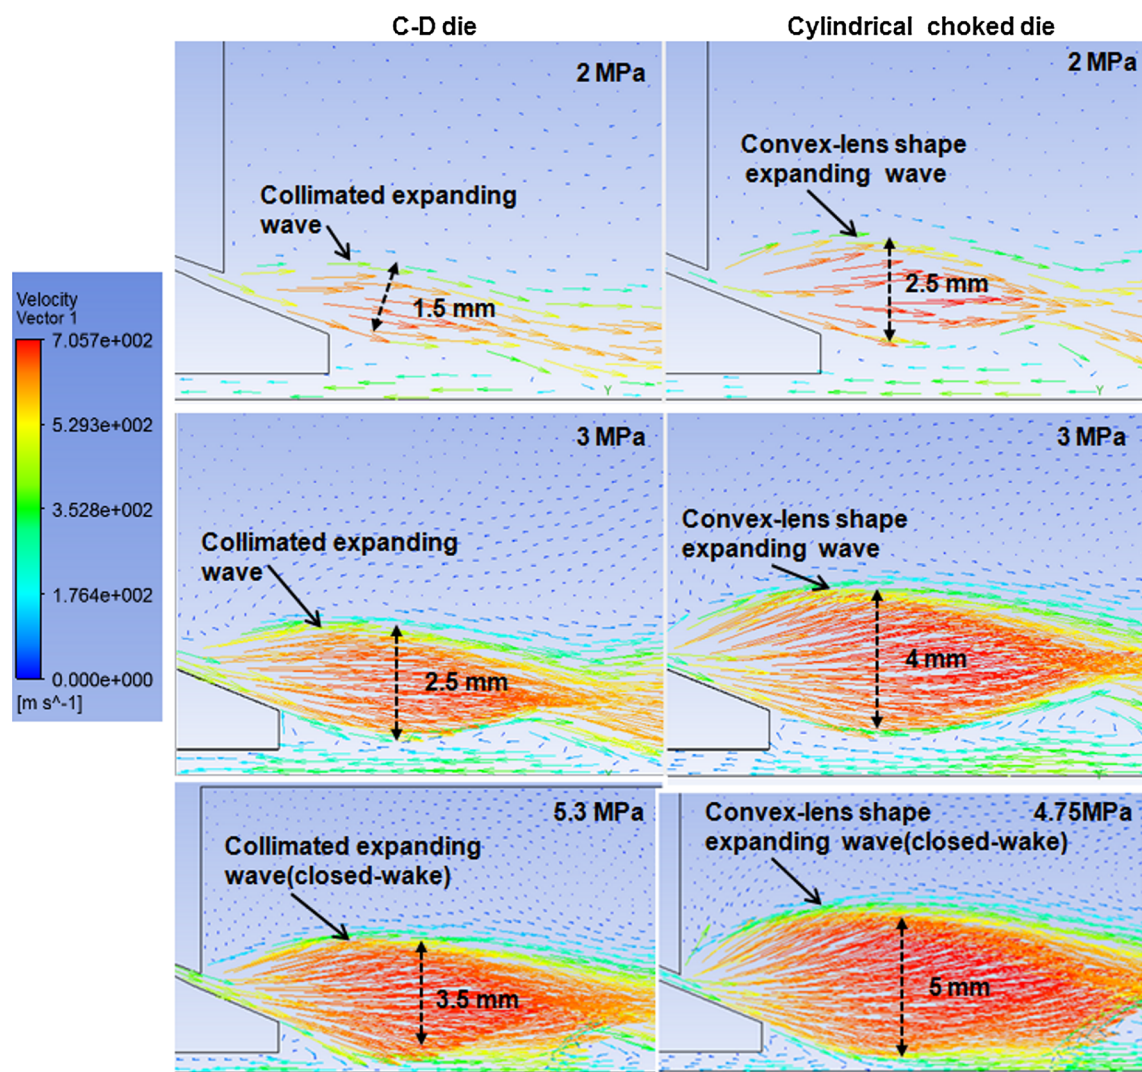 C-D die
Cylindrical choked die
2 MPa
Collimated expanding
wave
1.5 mm
2 MPa
Convex-lens shape
expanding wave
2.5 mm
Velocity
Vector 1
7.057e+002
5.293e+002
3.528e+002
1.764e+002
0.000e+000
[m s^-1]
Y
Y
3 MPa
Collimated expanding
wave
2.5 mm
3 MPa
Convex-lens shape
expanding wave
4 mm
5.3 MPa
Collimated expanding
wave(closed-wake)
3.5 mm
Convex-lens shape
4.75MPa
expanding wave(closed-wake)
5 mm